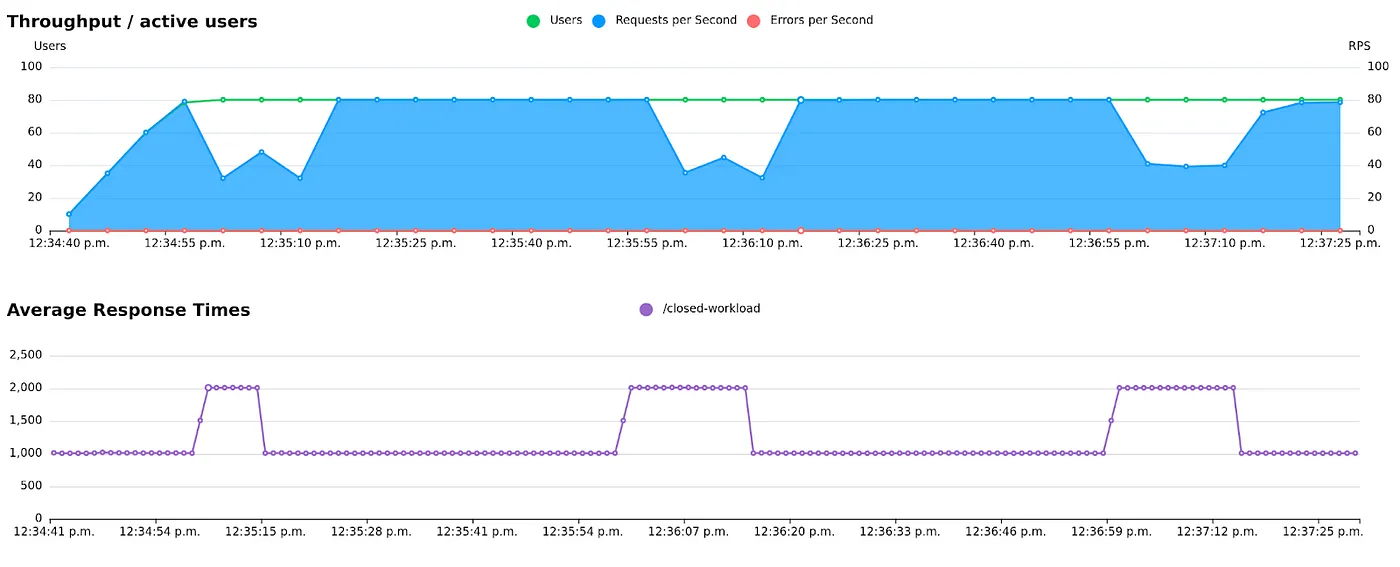 Throughput / active users
Users Requests per Second Errors per Second
Users RPS
100 100
80 80
60 60
40 40
20 20
0 0
12:34:40 p.m. 12:34:55 p.m. 12:35:10 p.m. 12:35:25 p.m. 12:35:40 p.m. 12:35:55 p.m. 12:36:10 p.m. 12:36:25 p.m. 12:36:40 p.m. 12:36:55 p.m. 12:37:10 p.m. 12:37:25 p.m.
Average Response Times
/closed-workload
2,500
2,000
1,500
1,000
500
0
12:34:41 p.m. 12:34:54 p.m. 12:35:15 p.m. 12:35:28 p.m. 12:35:41 p.m. 12:35:54 p.m. 12:36:07 p.m. 12:36:20 p.m. 12:36:33 p.m. 12:36:46 p.m. 12:36:59 p.m. 12:37:12 p.m. 12:37:25 p.m.